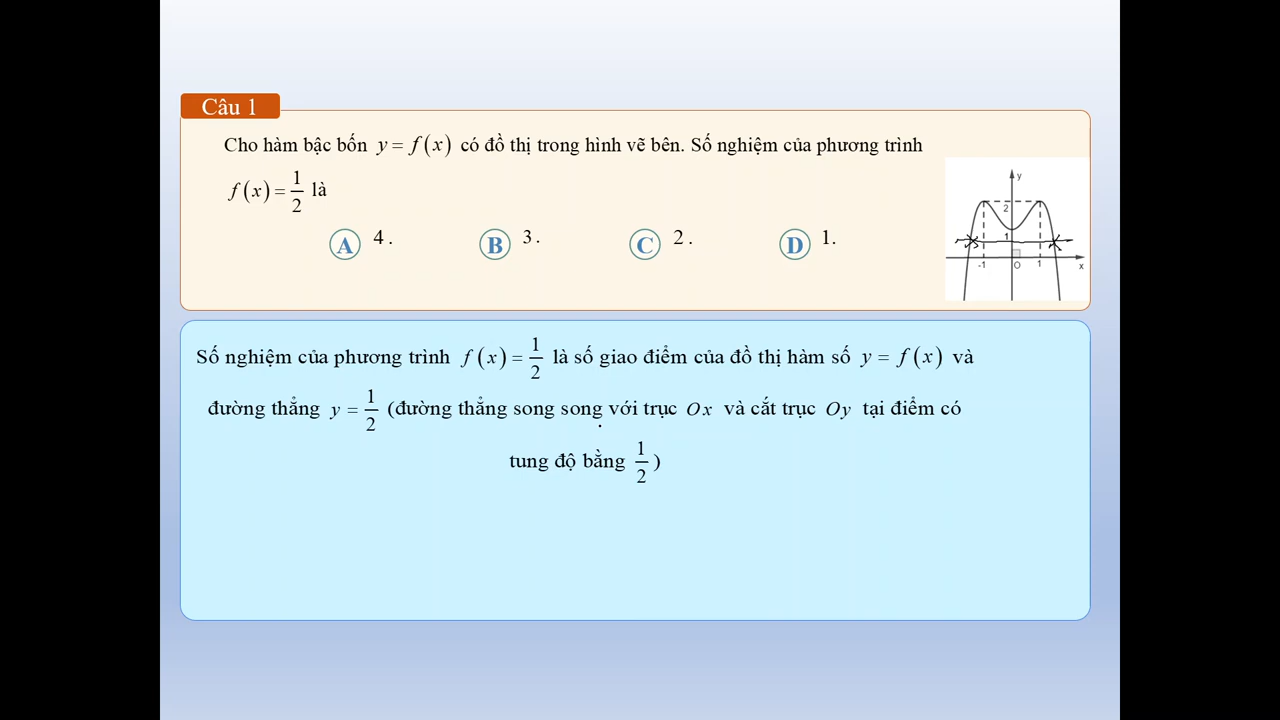 Câu 1
Cho hàm bậc bốn y = f(x) có đồ thị trong hình vẽ bên. Số nghiệm của phương trình
f(x) = 1/2 là
A 4. B 3. C 2. D 1.
y
2
1
-1 O 1 x
Số nghiệm của phương trình f(x) = 1/2 là số giao điểm của đồ thị hàm số y = f(x) và
đường thẳng y = 1/2 (đường thẳng song song với trục Ox và cắt trục Oy tại điểm có
tung độ bằng 1/2)